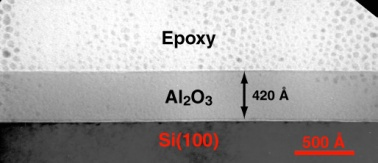 Epoxy
Al₂O₃
420 Å
Si(100)
500 Å